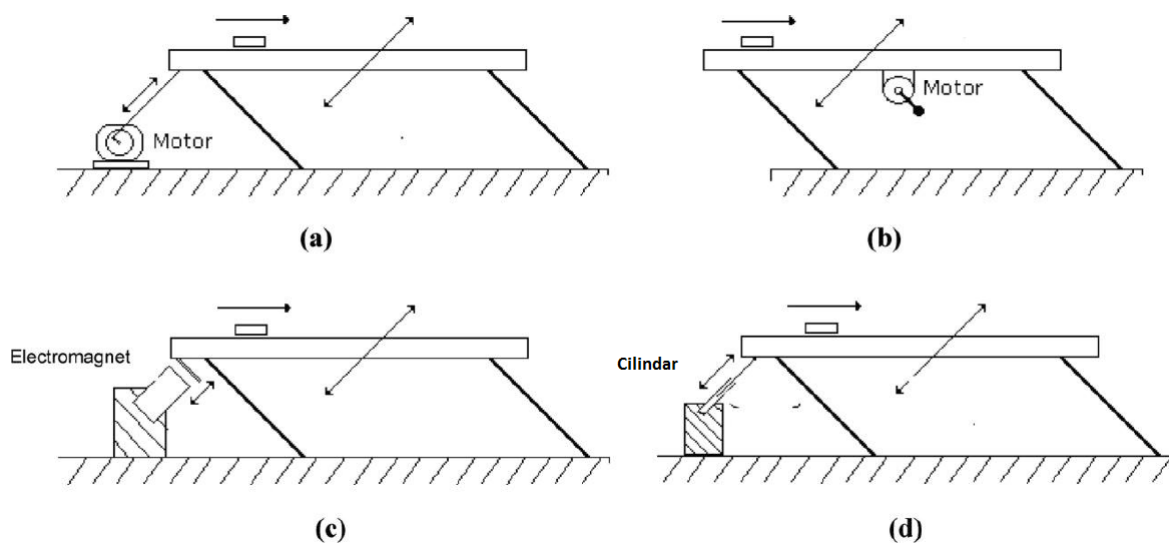 Motor
Motor
(a)
(b)
Electromagnet
Cilindar
(c)
(d)